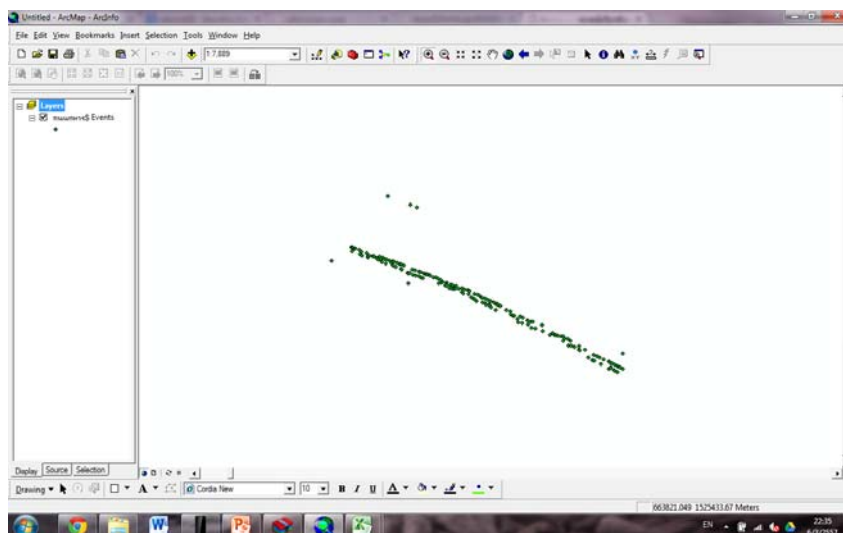 Untitled - ArcMap - ArcInfo
File Edit View Bookmarks Insert Selection Tools Window Help
1:7,889
100%
Layers
Events
Display Source Selection
Drawing A 10 B I U A
Cordia New
663821.049 1525433.67 Meters
EN 22:35